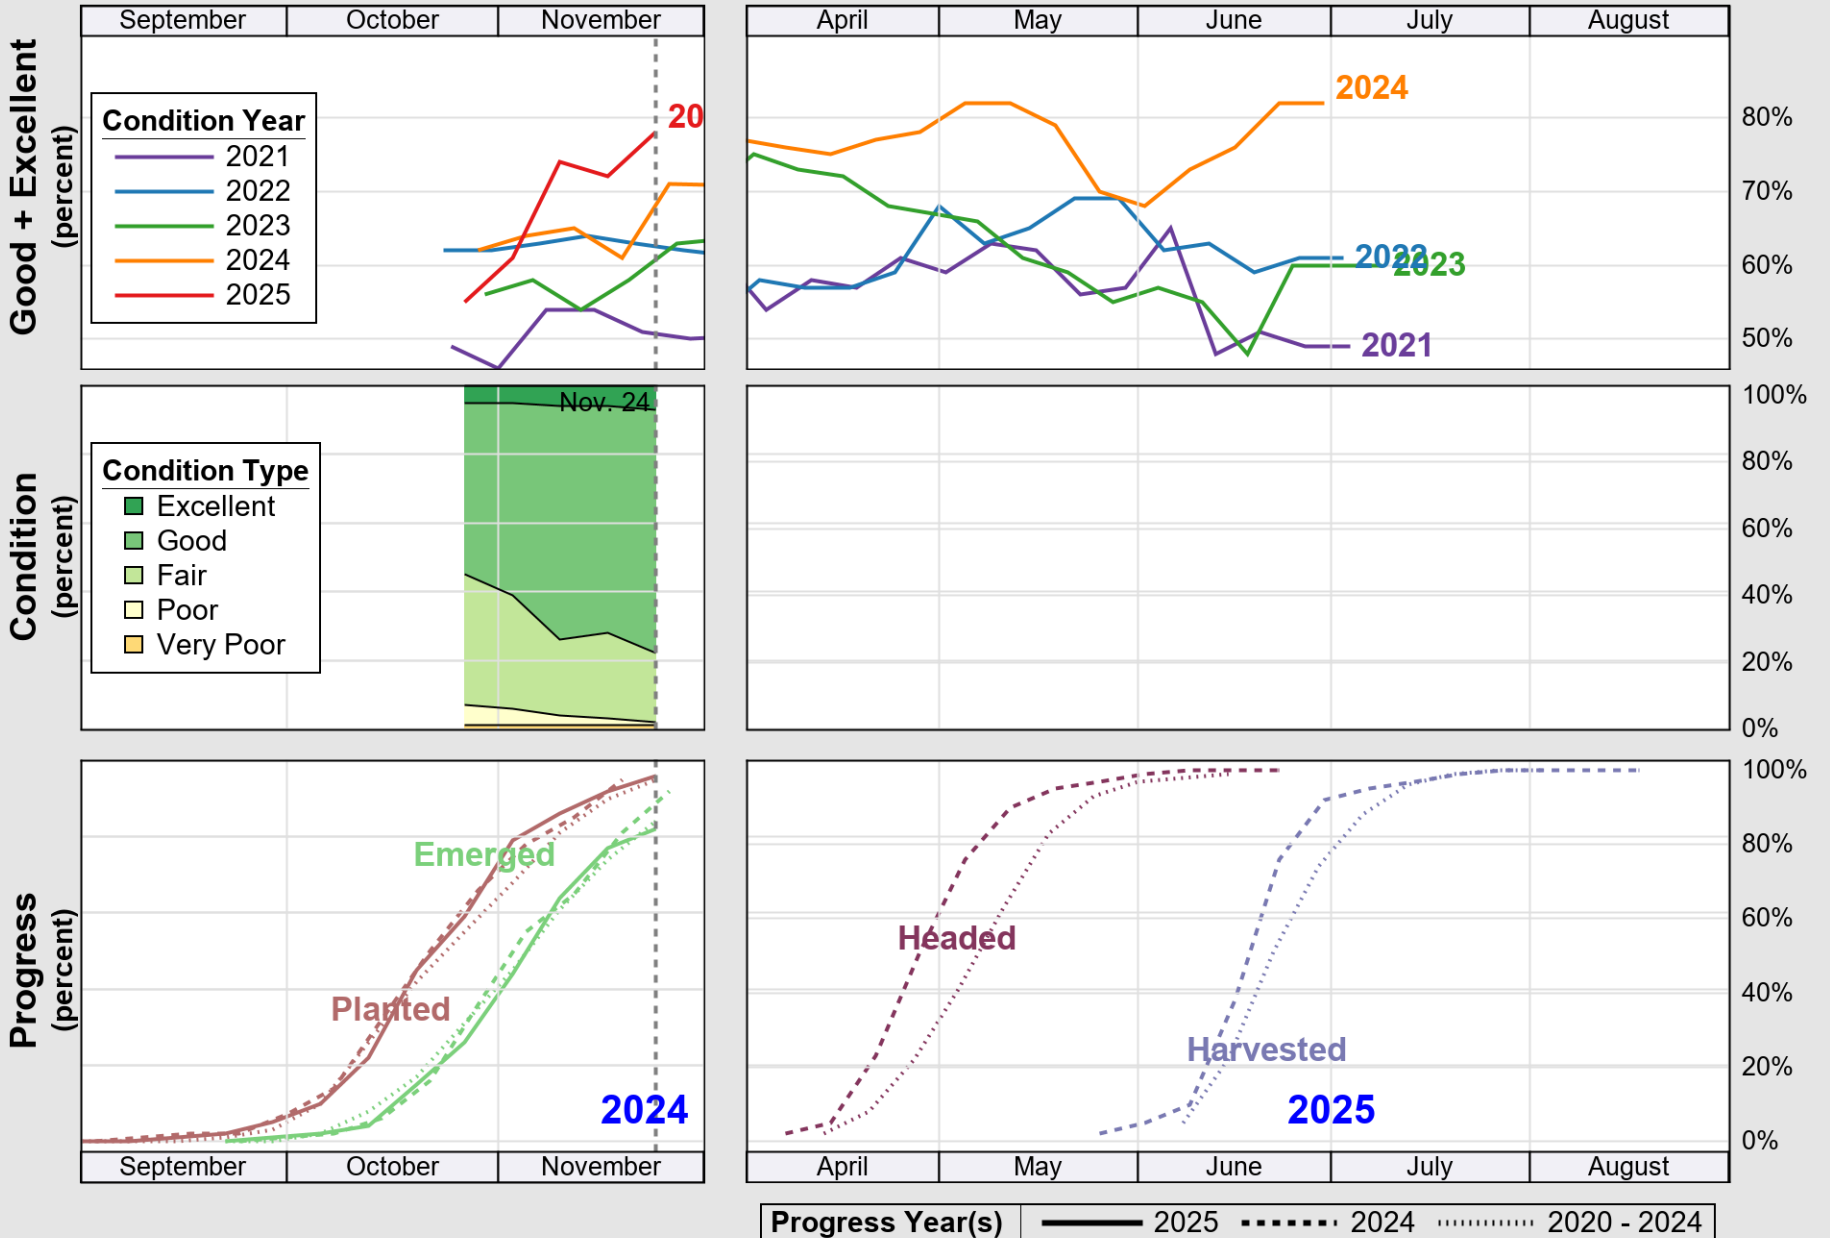 September October November April May June July August
Good + Excellent
(percent)
Condition Year
2021
2022
2023
2024
2025
20
2024
2022
2023
2021
80%
70%
60%
50%
Condition
(percent)
Nov. 24
Condition Type
Excellent
Good
Fair
Poor
Very Poor
100%
80%
60%
40%
20%
0%
Progress
(percent)
Emerged
Planted
2024
Headed
Harvested
2025
100%
80%
60%
40%
20%
0%
September October November April May June July August
Progress Year(s) 2025 2024 2020 - 2024